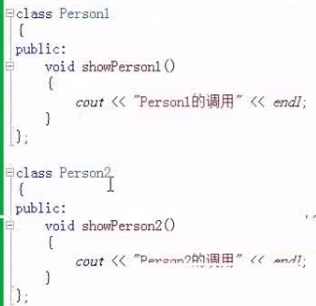 class Person1
{
public:
void showPerson1()
{
cout << "Person1的调用" << endl;
}
};
class Person2
{
public:
void showPerson2()
{
cout << "Person2的调用" << endl;
}
};